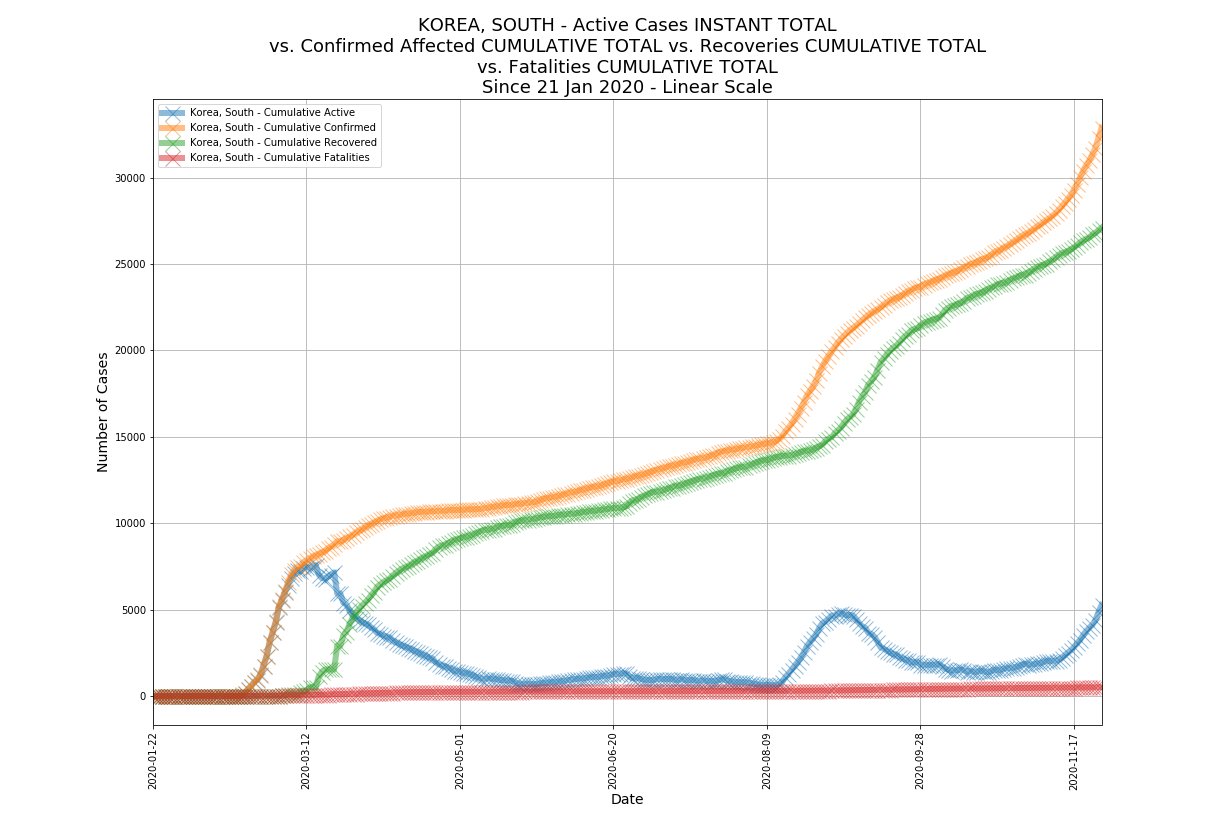 KOREA, SOUTH - Active Cases INSTANT TOTAL
vs. Confirmed Affected CUMULATIVE TOTAL vs. Recoveries CUMULATIVE TOTAL
vs. Fatalities CUMULATIVE TOTAL
Since 21 Jan 2020 - Linear Scale
Korea, South - Cumulative Active
Korea, South - Cumulative Confirmed
Korea, South - Cumulative Recovered
Korea, South - Cumulative Fatalities
Number of Cases
30000
25000
20000
15000
10000
5000
0
2020-01-22
2020-03-12
2020-05-01
2020-06-20
2020-08-09
2020-09-28
2020-11-17
Date